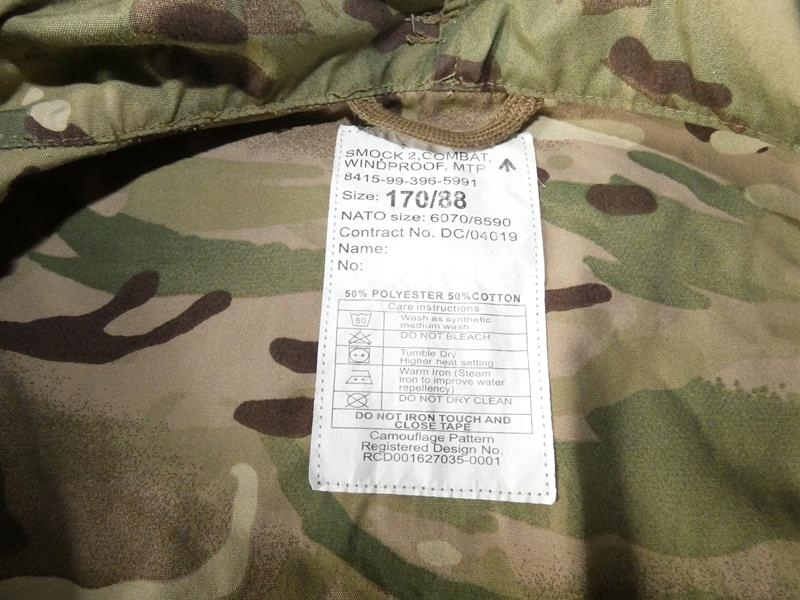 SMOCK 2,COMBAT,
WINDPROOF, MTP
8415-99-396-5991
Size: 170/88
NATO size: 6070/8590
Contract No. DC/04019
Name:
No:
50% POLYESTER 50%COTTON
Care instructions
60
Wash as synthetic
medium wash
DO NOT BLEACH
Tumble Dry
Higher heat setting
Warm Iron (Steam
iron to improve water
repellency)
DO NOT DRY CLEAN
DO NOT IRON TOUCH AND
CLOSE TAPE
Camouflage Pattern
Registered Design No.
RCD001627035-0001